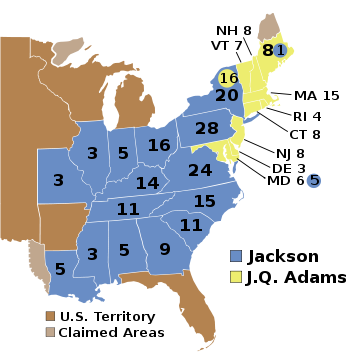 NH 8
VT 7
8 1
16
20
MA 15
RI 4
CT 8
28
16
3
5
NJ 8
DE 3
MD 6 5
24
3
14
15
11
11
5
3
5
9
Jackson
J.Q. Adams
U.S. Territory
Claimed Areas